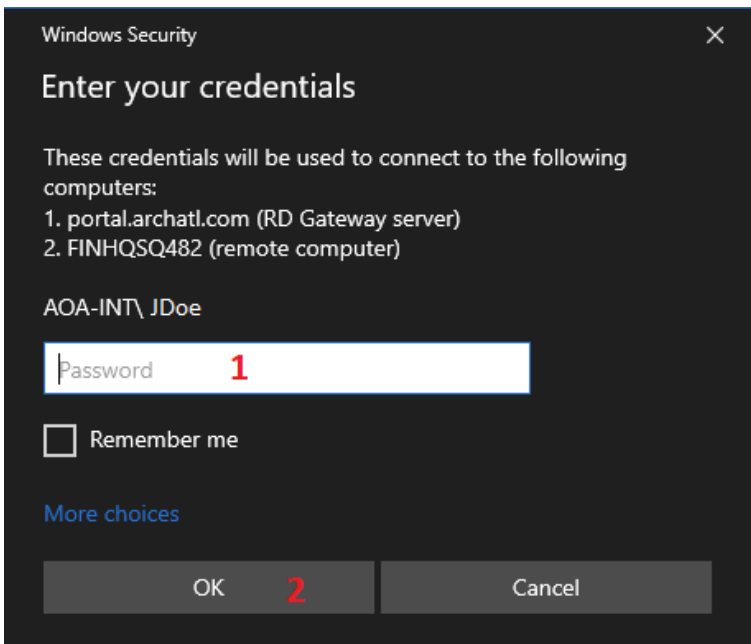 Windows Security
Enter your credentials
These credentials will be used to connect to the following
computers:
1. portal.archatl.com (RD Gateway server)
2. FINHQSQ482 (remote computer)
AOA-INT\ JDoe
Password 1
Remember me
More choices
OK 2 Cancel